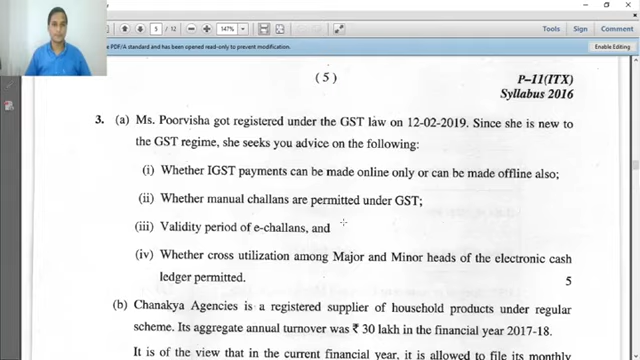 3 / 12
147%
Tools Sign Comment
PDF/A standard and has been opened read-only to prevent modification.
Enable Editing
(5)
P–11(ITX)
Syllabus 2016
3. (a) Ms. Poorvisha got registered under the GST law on 12-02-2019. Since she is new to
the GST regime, she seeks you advice on the following:
(i) Whether IGST payments can be made online only or can be made offline also;
(ii) Whether manual challans are permitted under GST;
(iii) Validity period of e-challans, and
(iv) Whether cross utilization among Major and Minor heads of the electronic cash
ledger permitted.
5
(b) Chanakya Agencies is a registered supplier of household products under regular
scheme. Its aggregate annual turnover was ₹ 30 lakh in the financial year 2017-18.
It is of the view that in the current financial year, it is allowed to file its monthly